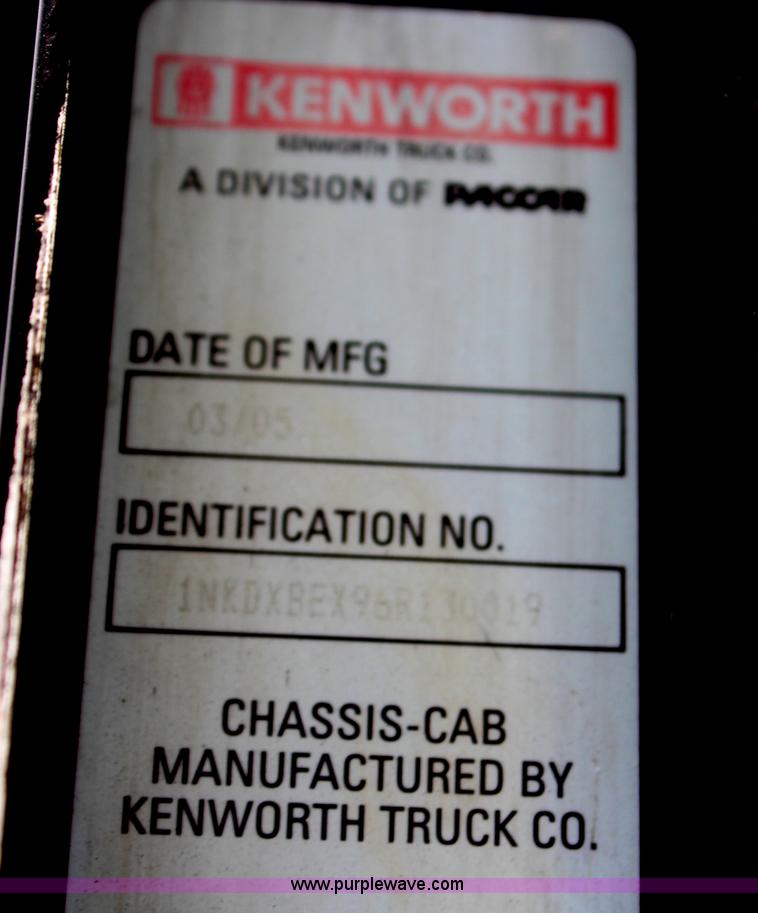 KENWORTH
KENWORTH TRUCK CO.
A DIVISION OF PACCAR
DATE OF MFG
03/05
IDENTIFICATION NO.
1NKDXBEX96R130019
CHASSIS-CAB
MANUFACTURED BY
KENWORTH TRUCK CO.
www.purplewave.com